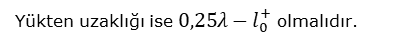 Yükten uzaklığı ise 0,25λ − l₀⁺ olmalıdır.